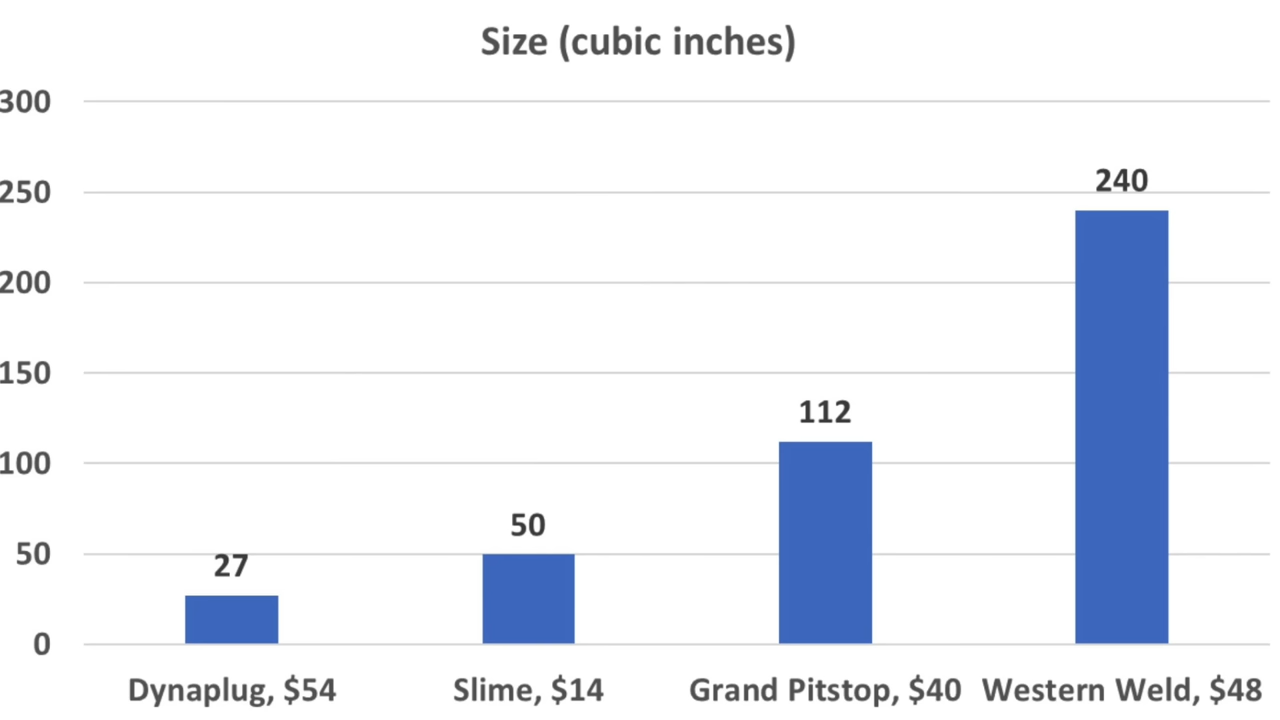 Size (cubic inches)
300
250
200
150
100
50
0
27
50
112
240
Dynaplug, $54
Slime, $14
Grand Pitstop, $40
Western Weld, $48